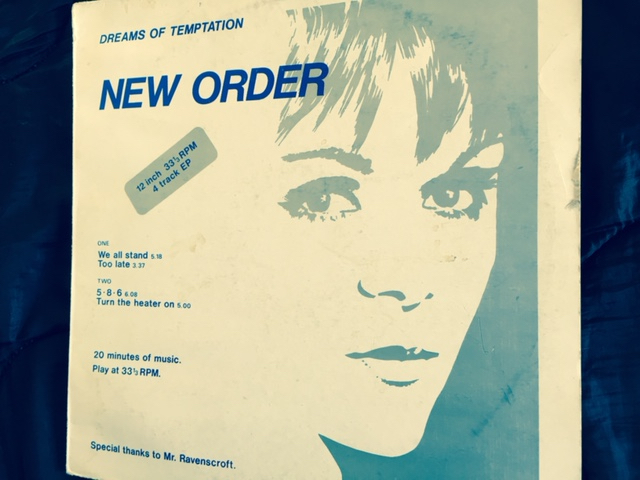 DREAMS OF TEMPTATION
NEW ORDER
12 inch 33⅓ RPM
4 track EP
ONE
We all stand 5.18
Too late 3.37
TWO
5·8·6 6.08
Turn the heater on 5.00
20 minutes of music.
Play at 33⅓ RPM.
Special thanks to Mr. Ravenscroft.